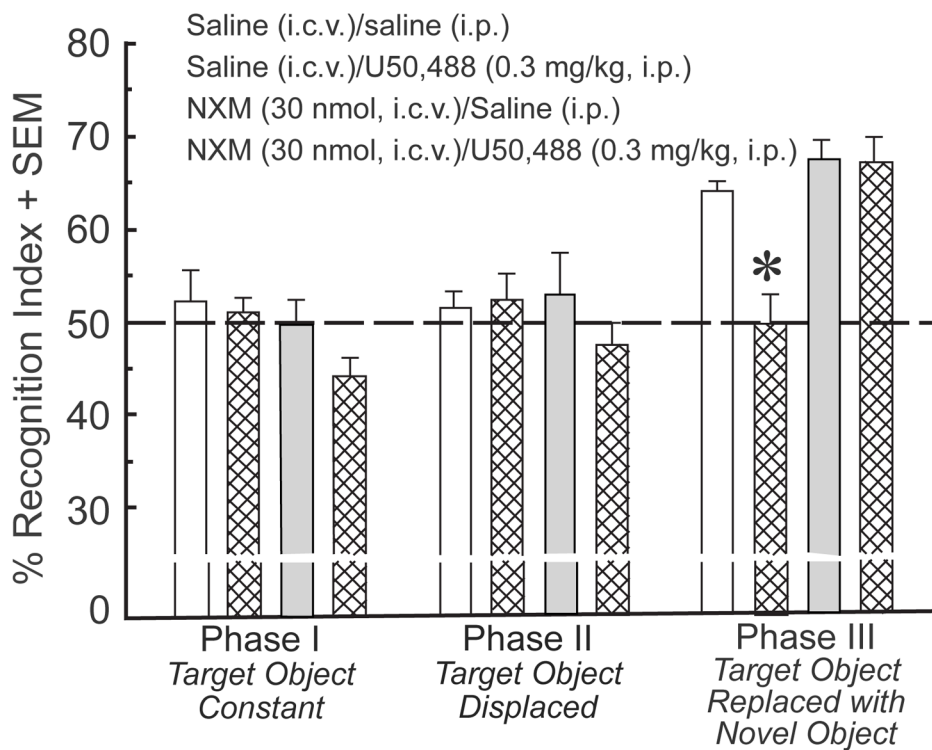 Saline (i.c.v.)/saline (i.p.)
Saline (i.c.v.)/U50,488 (0.3 mg/kg, i.p.)
NXM (30 nmol, i.c.v.)/Saline (i.p.)
NXM (30 nmol, i.c.v.)/U50,488 (0.3 mg/kg, i.p.)
% Recognition Index + SEM
80
70
60
50
40
30
0
*
Phase I
Target Object
Constant
Phase II
Target Object
Displaced
Phase III
Target Object
Replaced with
Novel Object